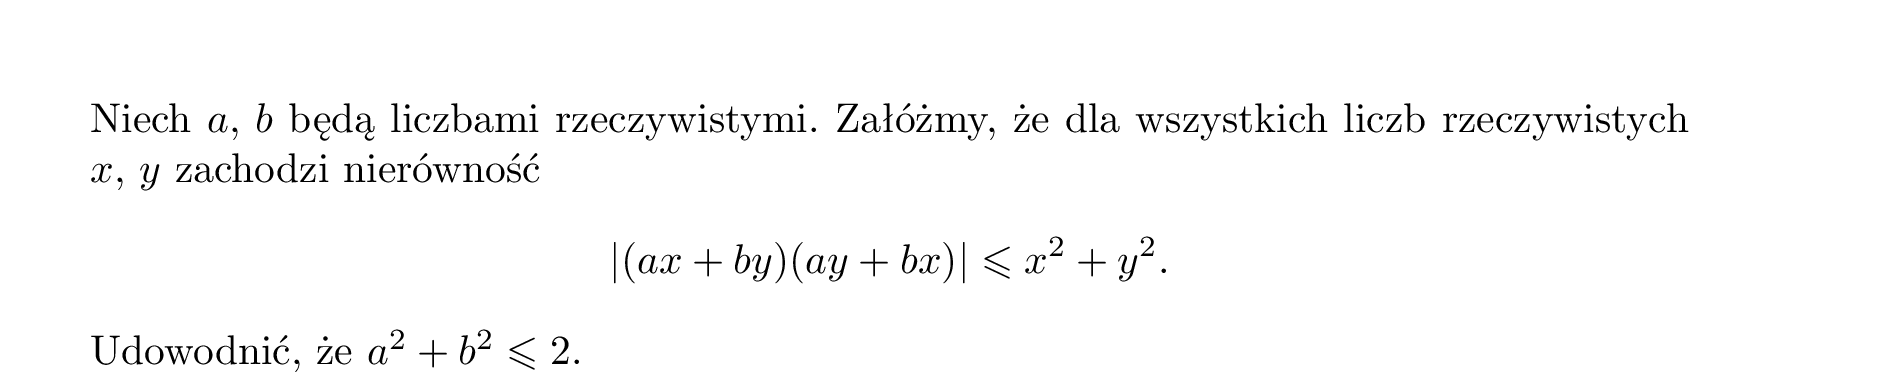 Niech a, b będą liczbami rzeczywistymi. Załóżmy, że dla wszystkich liczb rzeczywistych
x, y zachodzi nierówność
|(ax + by)(ay + bx)| ⩽ x² + y².
Udowodnić, że a² + b² ⩽ 2.